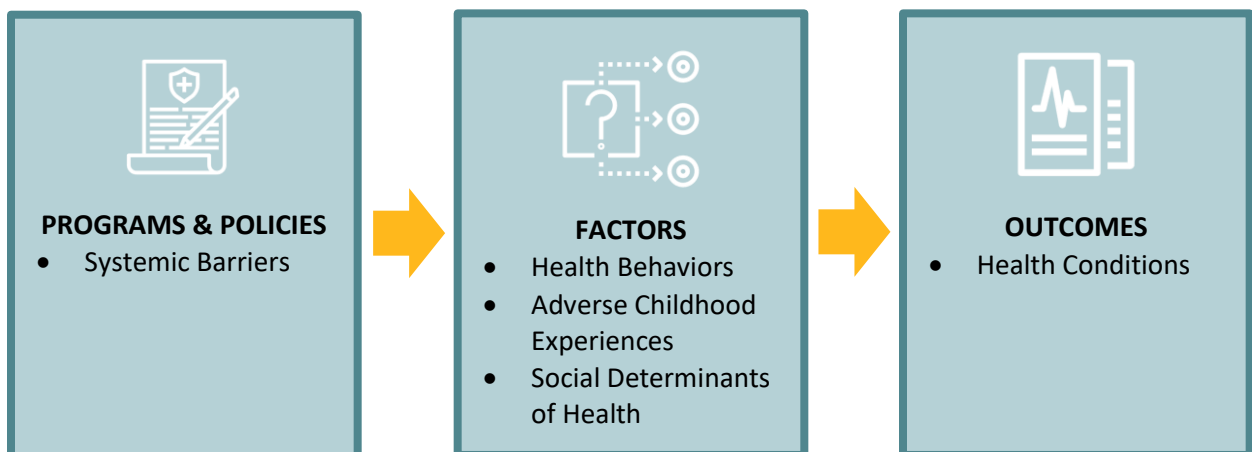 PROGRAMS & POLICIES
• Systemic Barriers
FACTORS
• Health Behaviors
• Adverse Childhood
Experiences
• Social Determinants
of Health
OUTCOMES
• Health Conditions